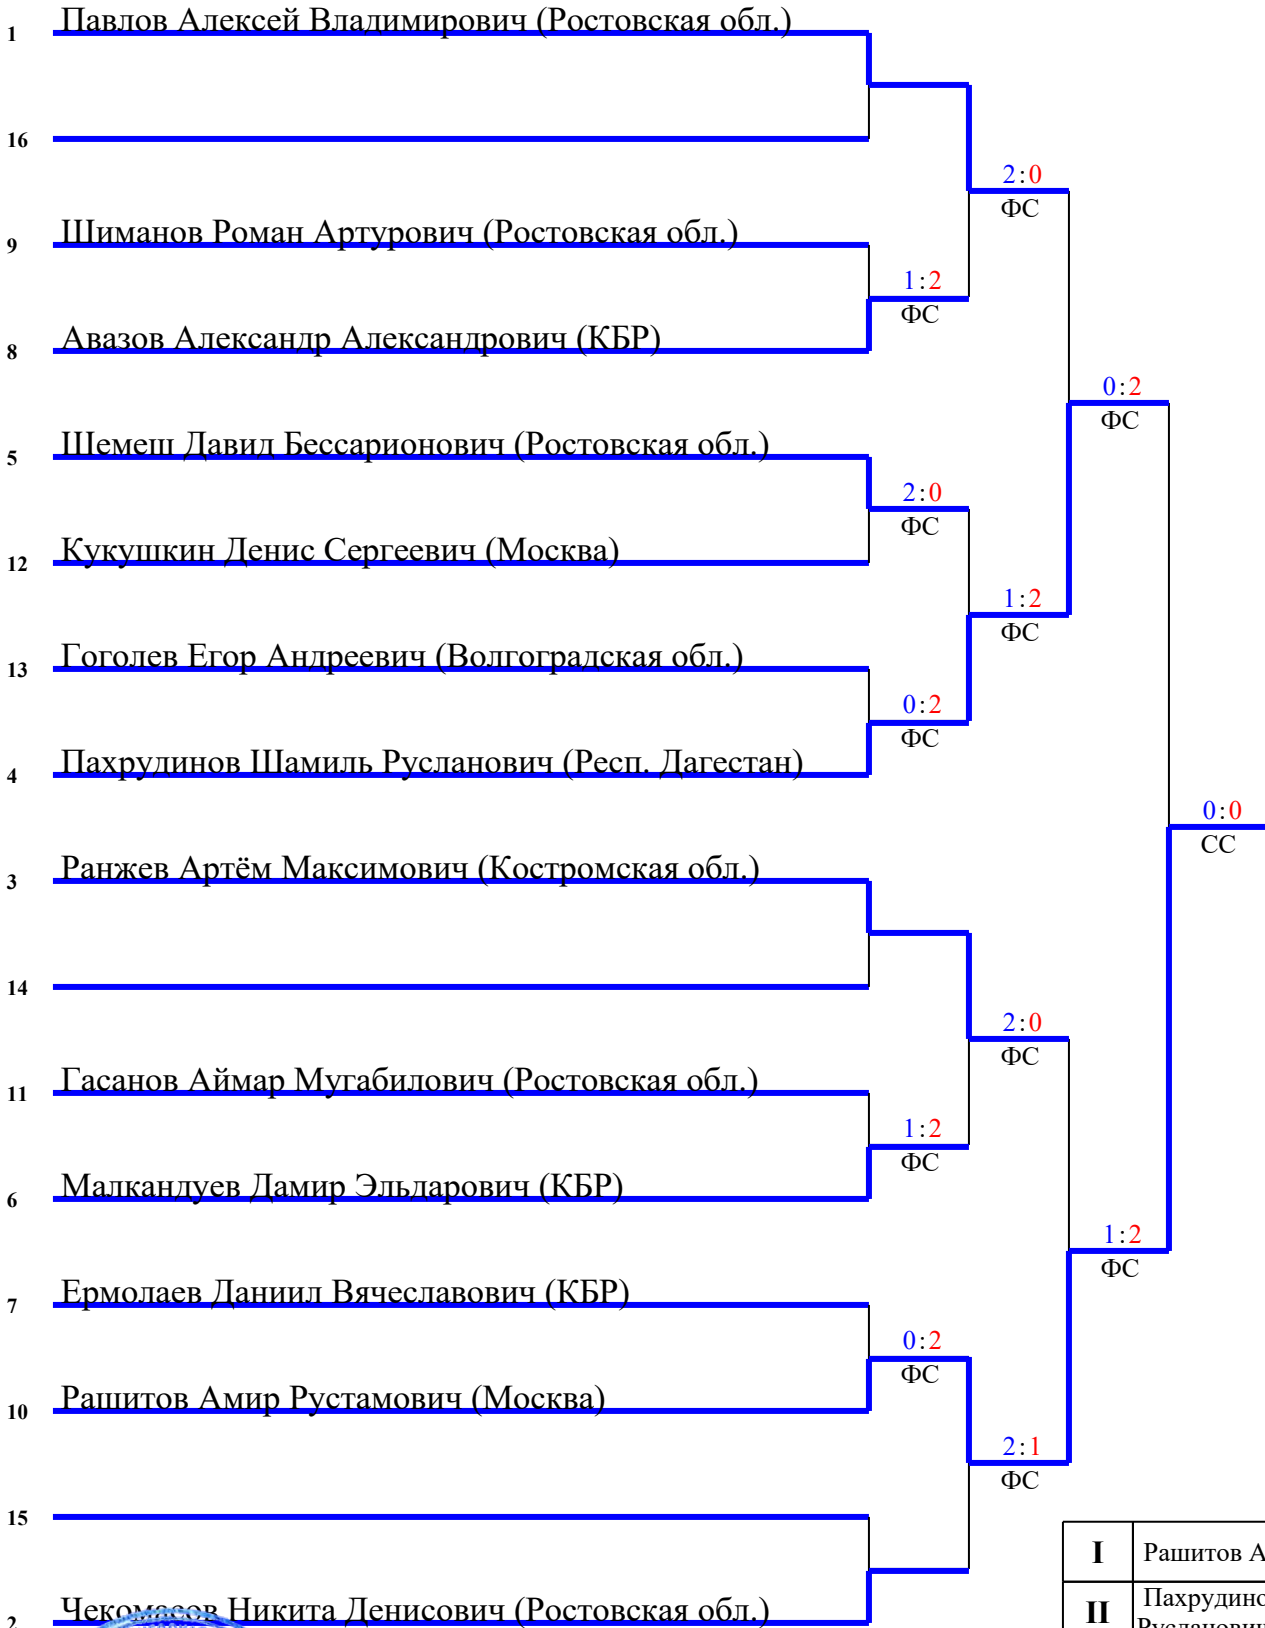 Павлов Алексей Владимирович (Ростовская обл.)
1
16
2:0
ФС
Шиманов Роман Артурович (Ростовская обл.)
9
1:2
ФС
Авазов Александр Александрович (КБР)
8
0:2
ФС
Шемеш Давид Бессарионович (Ростовская обл.)
5
2:0
ФС
Кукушкин Денис Сергеевич (Москва)
12
1:2
ФС
Гоголев Егор Андреевич (Волгоградская обл.)
13
0:2
ФС
Пахрудинов Шамиль Русланович (Респ. Дагестан)
4
0:0
СС
Ранжев Артём Максимович (Костромская обл.)
3
14
2:0
ФС
Гасанов Аймар Мугабилович (Ростовская обл.)
11
1:2
ФС
Малкандуев Дамир Эльдарович (КБР)
6
1:2
ФС
Ермолаев Даниил Вячеславович (КБР)
7
0:2
ФС
Рашитов Амир Рустамович (Москва)
10
2:1
ФС
15
I Рашитов А
Чекомасов Никита Денисович (Ростовская обл.)
2
II Пахрудино
Русланович